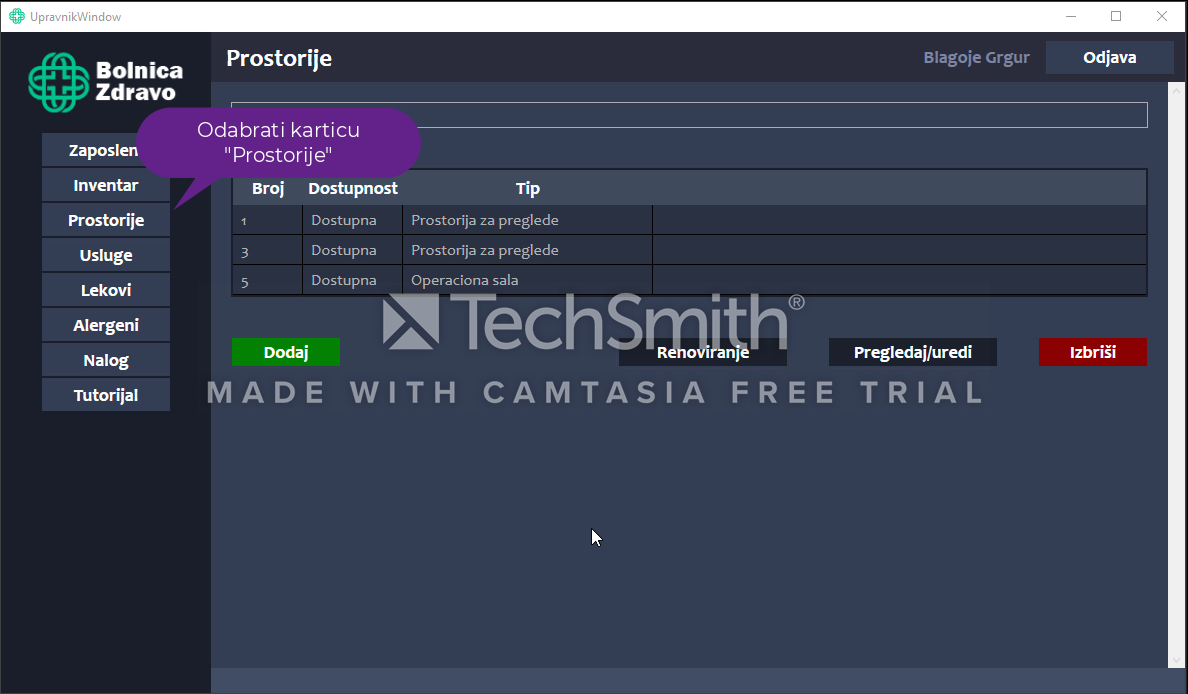 UpravnikWindow
Bolnica
Zdravo
Prostorije
Blagoje Grgur
Odjava
Odabrati karticu
"Prostorije"
Inventar
Prostorije
Usluge
Lekovi
Alergeni
Nalog
Tutorijal
Broj Dostupnost Tip
1 Dostupna Prostorija za preglede
3 Dostupna Prostorija za preglede
5 Dostupna Operaciona sala
TechSmith®
Dodaj
Renoviranje
Pregledaj/uredi
Izbriši
MADE WITH CAMTASIA FREE TRIAL